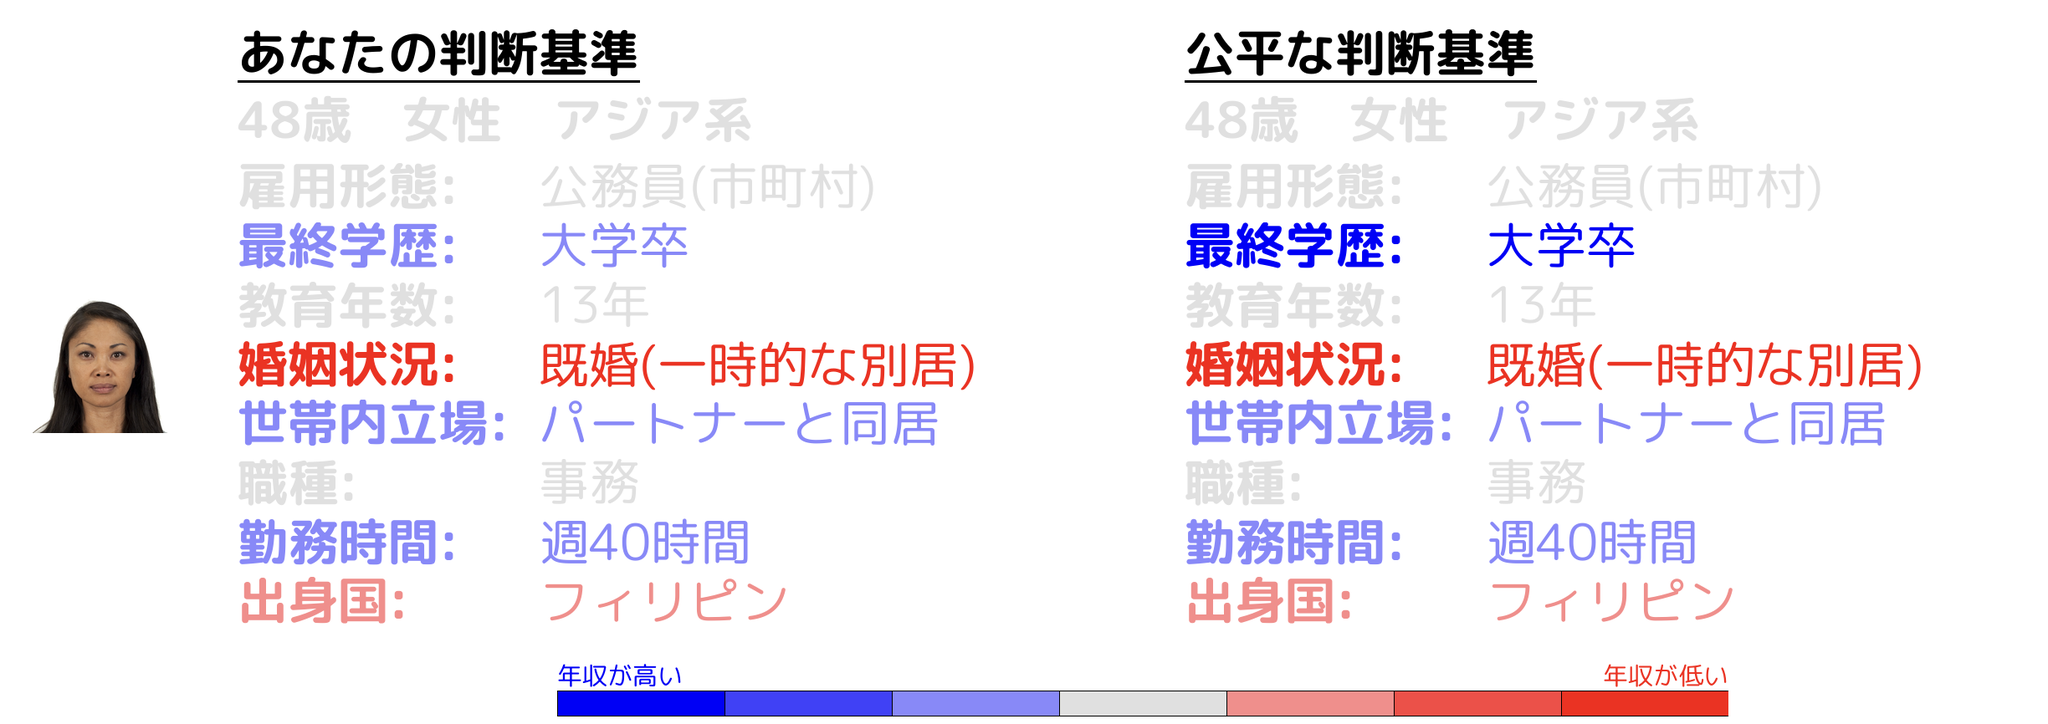 あなたの判断基準
48歳 女性 アジア系
雇用形態: 公務員(市町村)
最終学歴: 大学卒
教育年数: 13年
婚姻状況: 既婚(一時的な別居)
世帯内立場: パートナーと同居
職種: 事務
勤務時間: 週40時間
出身国: フィリピン
公平な判断基準
48歳 女性 アジア系
雇用形態: 公務員(市町村)
最終学歴: 大学卒
教育年数: 13年
婚姻状況: 既婚(一時的な別居)
世帯内立場: パートナーと同居
職種: 事務
勤務時間: 週40時間
出身国: フィリピン
年収が高い 年収が低い